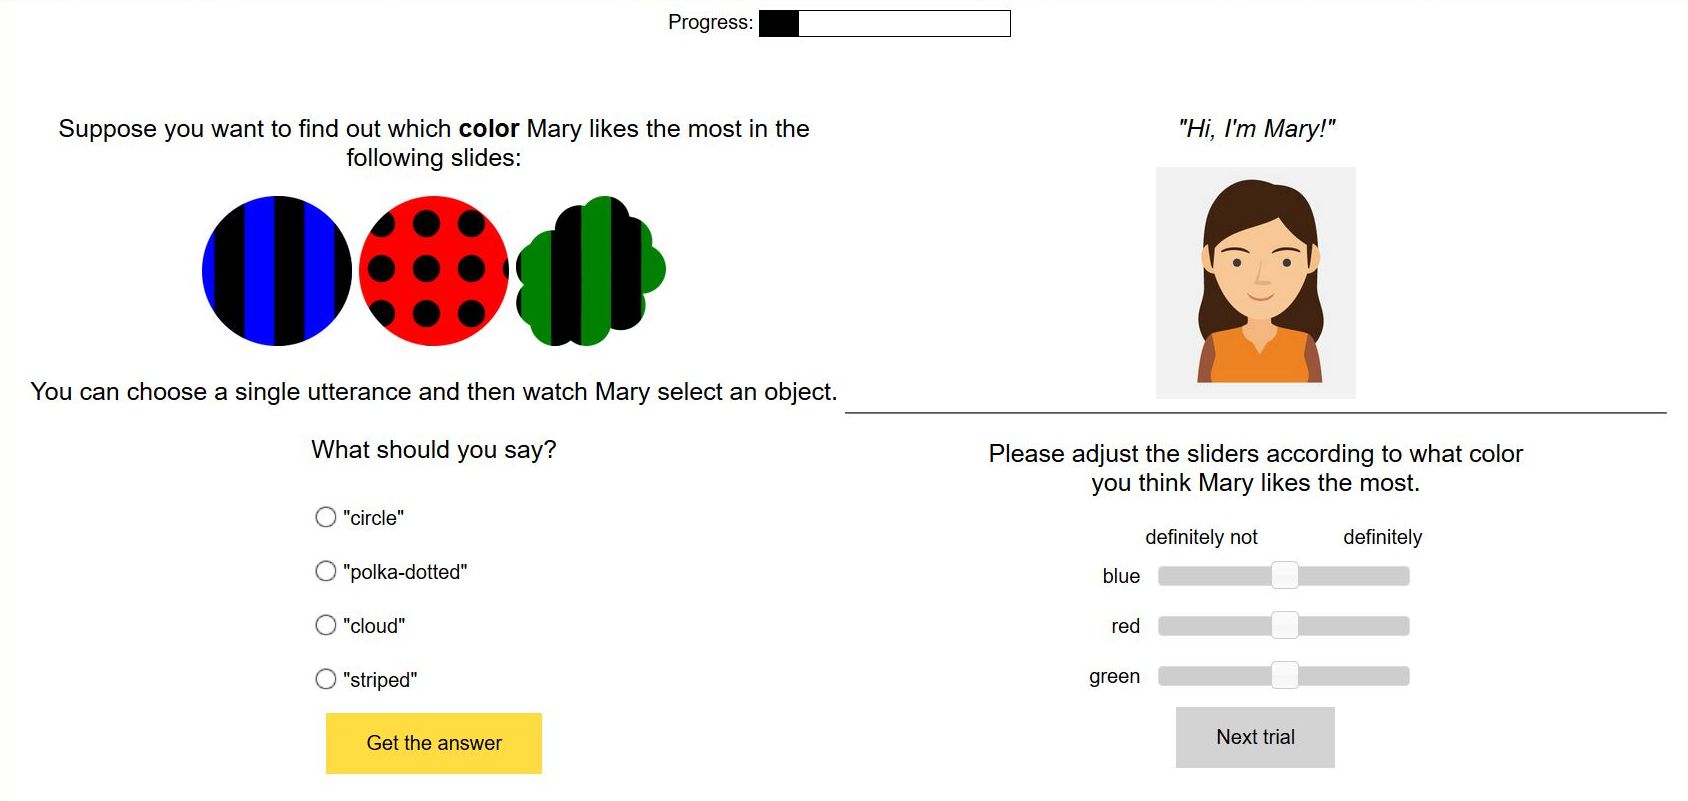 Progress:
Suppose you want to find out which color Mary likes the most in the
following slides:
You can choose a single utterance and then watch Mary select an object.
What should you say?
"circle"
"polka-dotted"
"cloud"
"striped"
Get the answer
"Hi, I'm Mary!"
Please adjust the sliders according to what color
you think Mary likes the most.
definitely not definitely
blue
red
green
Next trial